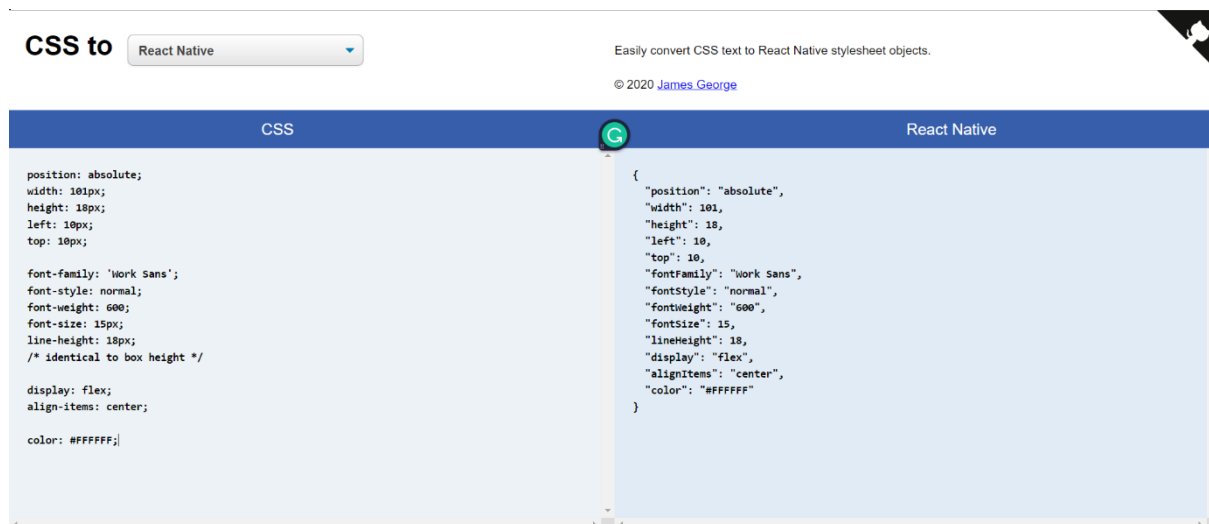 CSS to
React Native
Easily convert CSS text to React Native stylesheet objects.
© 2020 James George
CSS
React Native
position: absolute;
width: 101px;
height: 18px;
left: 10px;
top: 10px;
font-family: 'Work Sans';
font-style: normal;
font-weight: 600;
font-size: 15px;
line-height: 18px;
/* identical to box height */
display: flex;
align-items: center;
color: #FFFFFF;
{
"position": "absolute",
"width": 101,
"height": 18,
"left": 10,
"top": 10,
"fontFamily": "Work Sans",
"fontStyle": "normal",
"fontWeight": "600",
"fontSize": 15,
"lineHeight": 18,
"display": "flex",
"alignItems": "center",
"color": "#FFFFFF"
}